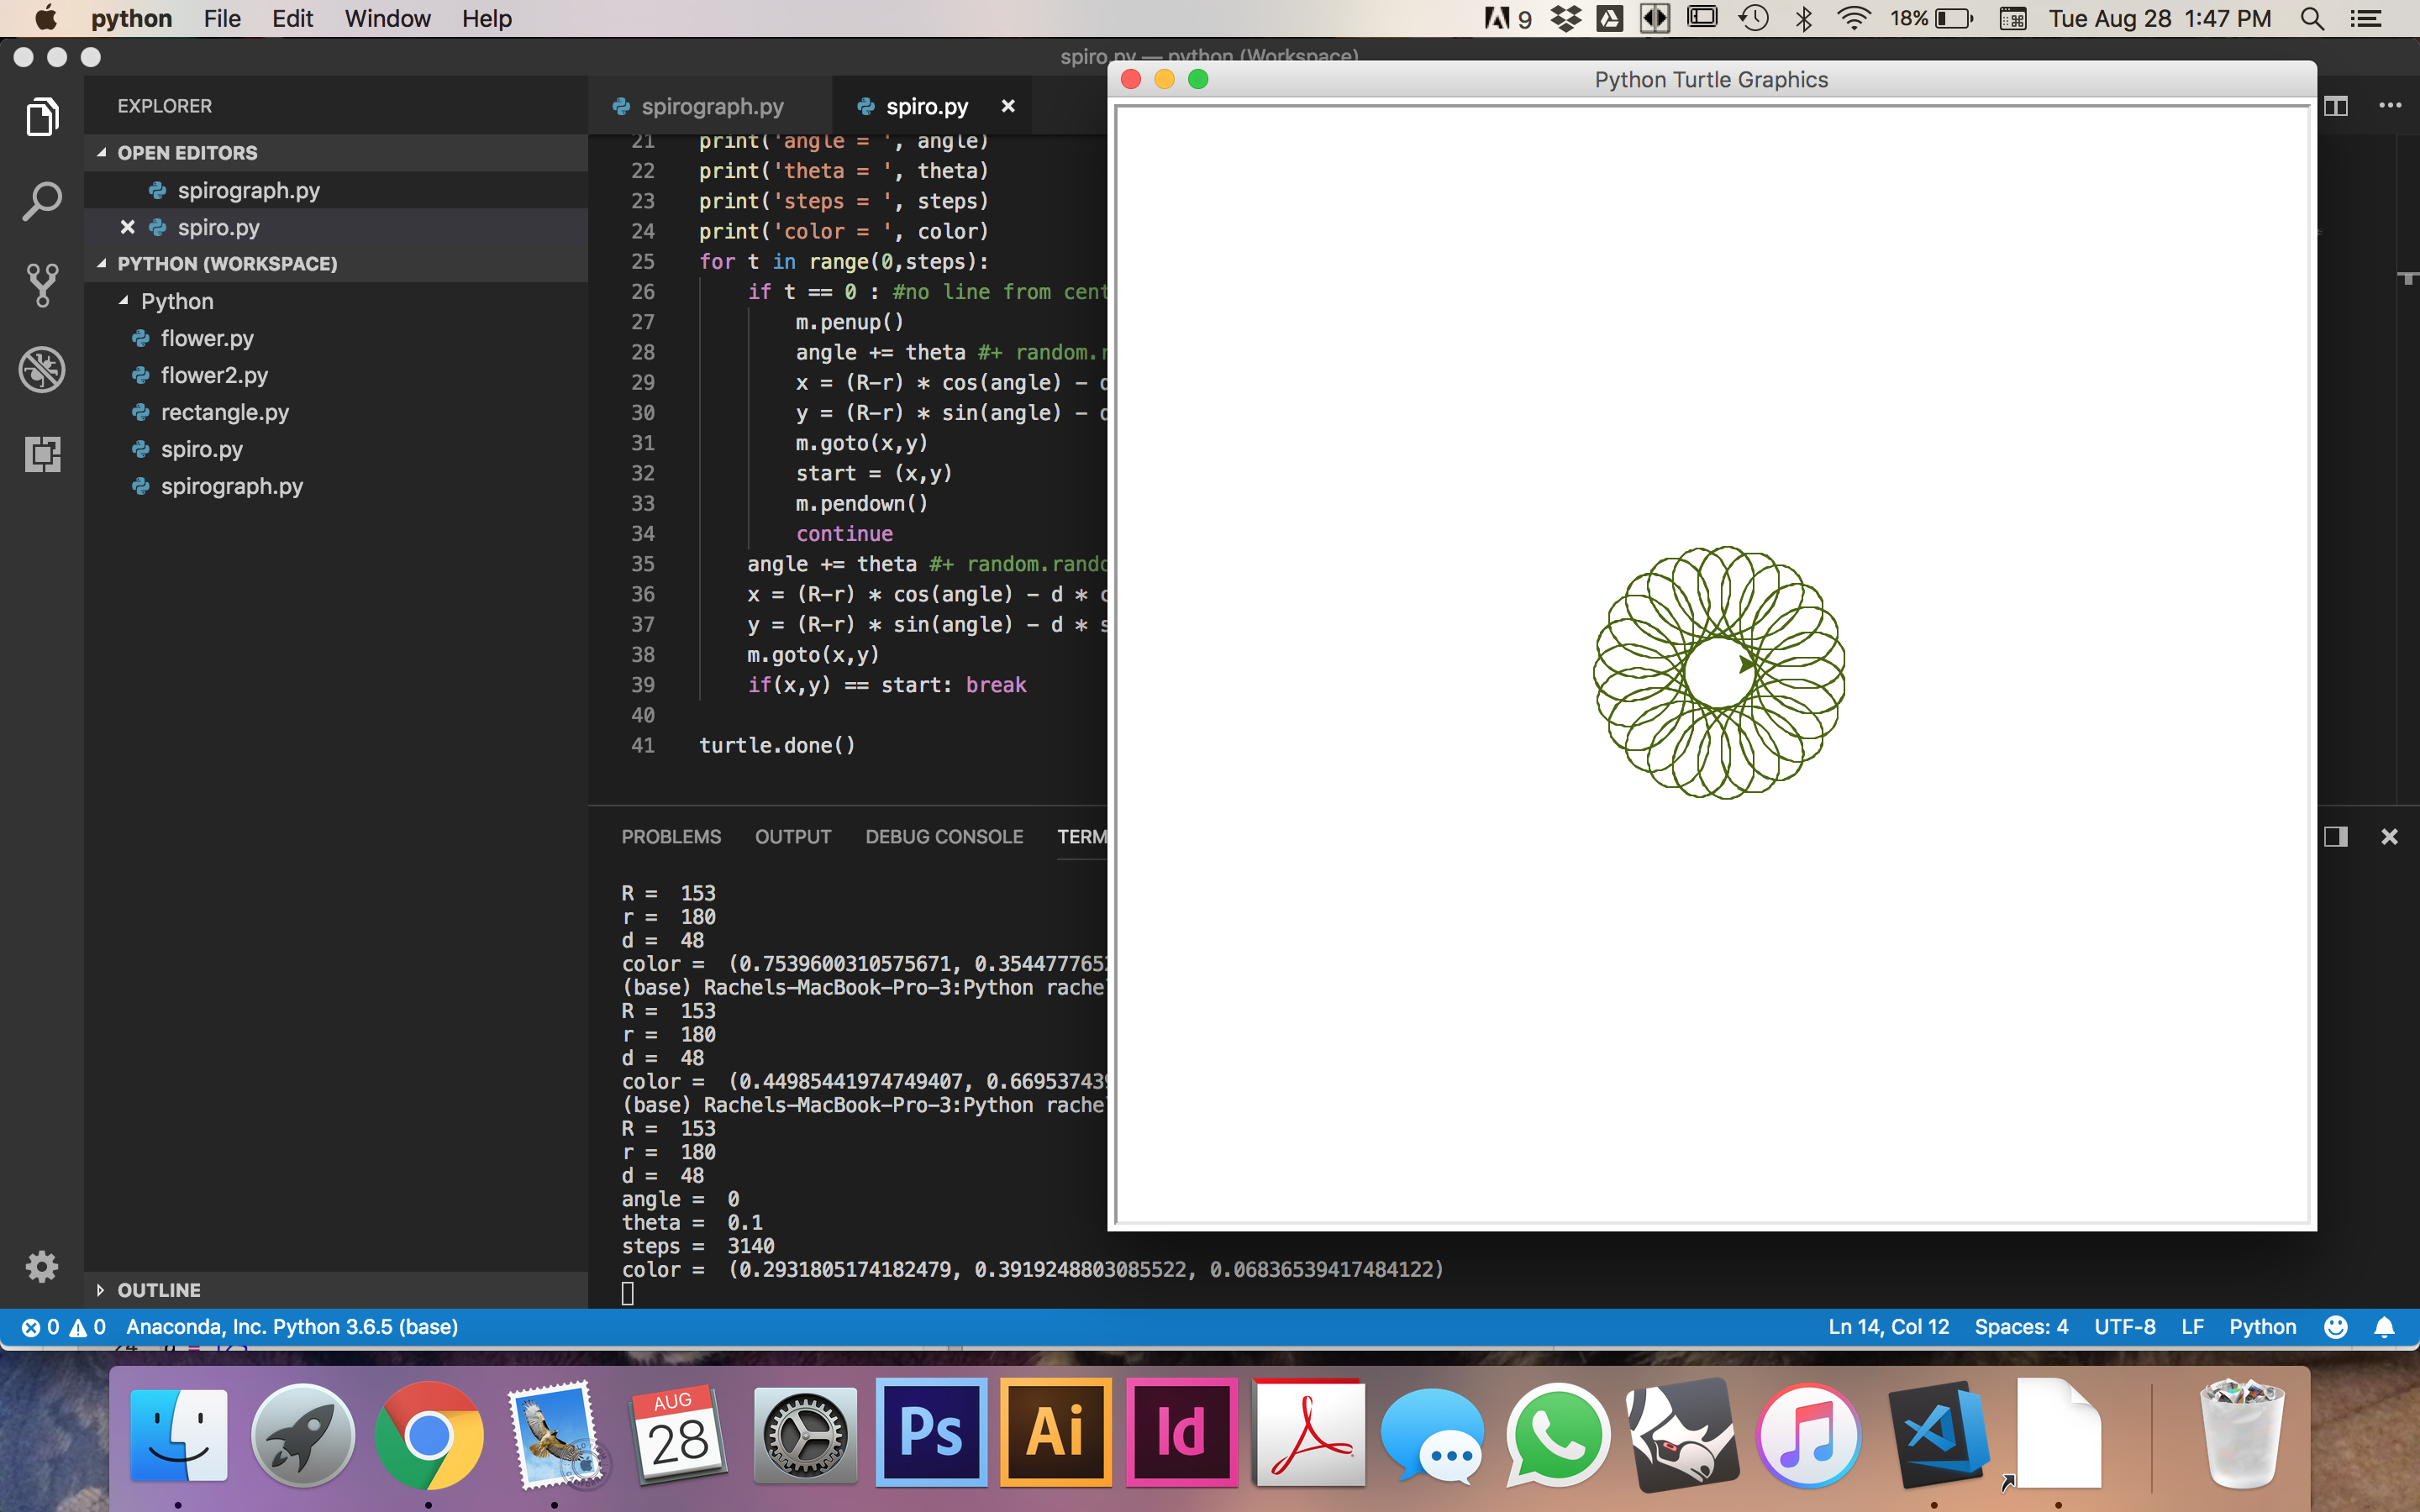 python File Edit Window Help 9 18% Tue Aug 28 1:47 PM
spiro.py — python (Workspace)
Python Turtle Graphics
EXPLORER
OPEN EDITORS
spirograph.py
spiro.py
PYTHON (WORKSPACE)
Python
flower.py
flower2.py
rectangle.py
spiro.py
spirograph.py
OUTLINE
spirograph.py spiro.py
21 print('angle = ', angle)
22 print('theta = ', theta)
23 print('steps = ', steps)
24 print('color = ', color)
25 for t in range(0,steps):
26 if t == 0 : #no line from cent
27 m.penup()
28 angle += theta #+ random.r
29 x = (R-r) * cos(angle) - d
30 y = (R-r) * sin(angle) - d
31 m.goto(x,y)
32 start = (x,y)
33 m.pendown()
34 continue
35 angle += theta #+ random.rando
36 x = (R-r) * cos(angle) - d * c
37 y = (R-r) * sin(angle) - d * s
38 m.goto(x,y)
39 if(x,y) == start: break
40
41 turtle.done()
PROBLEMS OUTPUT DEBUG CONSOLE TERM
R = 153
r = 180
d = 48
color = (0.7539600310575671, 0.354477765
(base) Rachels-MacBook-Pro-3:Python rache
R = 153
r = 180
d = 48
color = (0.44985441974749407, 0.66953743
(base) Rachels-MacBook-Pro-3:Python rache
R = 153
r = 180
d = 48
angle = 0
theta = 0.1
steps = 3140
color = (0.2931805174182479, 0.3919248803085522, 0.06836539417484122)
0 0 Anaconda, Inc. Python 3.6.5 (base) Ln 14, Col 12 Spaces: 4 UTF-8 LF Python
AUG
28
Ps
Ai
Id